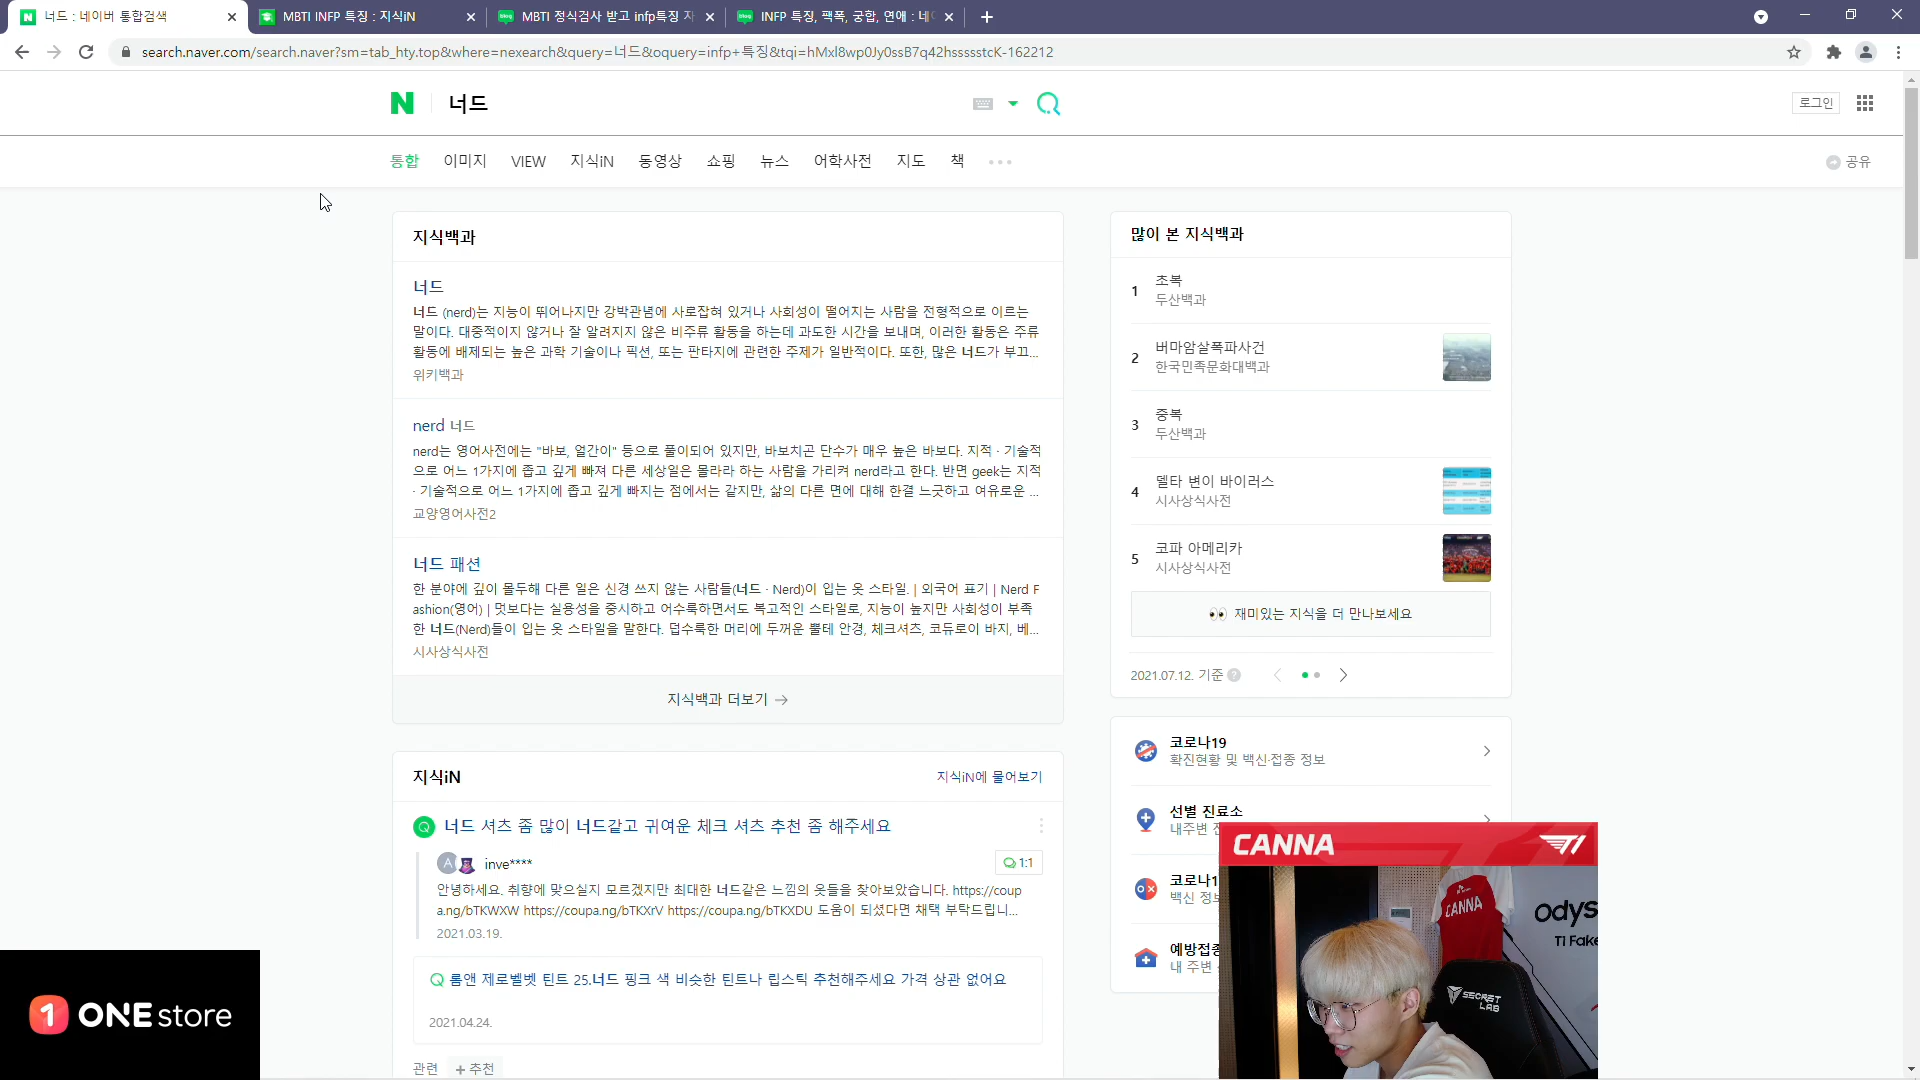 너드 : 네이버 통합검색
MBTI INFP 특징 : 지식iN
MBTI 정식검사 받고 infp특징 자
INFP 특징, 팩폭, 궁합, 연애 : 네이
search.naver.com/search.naver?sm=tab_hty.top&where=nexearch&query=너드&oquery=infp+특징&tqi=hMxl8wp0Jy0ssB7q42hssssstcK-162212
N 너드
로그인
통합 이미지 VIEW 지식iN 동영상 쇼핑 뉴스 어학사전 지도 책
공유
지식백과
너드
너드 (nerd)는 지능이 뛰어나지만 강박관념에 사로잡혀 있거나 사회성이 떨어지는 사람을 전형적으로 이르는
말이다. 대중적이지 않거나 잘 알려지지 않은 비주류 활동을 하는데 과도한 시간을 보내며, 이러한 활동은 주류
활동에 배제되는 높은 과학 기술이나 픽션, 또는 판타지에 관련한 주제가 일반적이다. 또한, 많은 너드가 부끄...
위키백과
nerd 너드
nerd는 영어사전에는 "바보, 얼간이" 등으로 풀이되어 있지만, 바보치곤 단수가 매우 높은 바보다. 지적 · 기술적
으로 어느 1가지에 좁고 깊게 빠져 다른 세상일은 몰라라 하는 사람을 가리켜 nerd라고 한다. 반면 geek는 지적
· 기술적으로 어느 1가지에 좁고 깊게 빠지는 점에서는 같지만, 삶의 다른 면에 대해 한결 느긋하고 여유로운 ...
교양영어사전2
너드 패션
한 분야에 깊이 몰두해 다른 일은 신경 쓰지 않는 사람들(너드 · Nerd)이 입는 옷 스타일. | 외국어 표기 | Nerd F
ashion(영어) | 멋보다는 실용성을 중시하고 어수룩하면서도 복고적인 스타일로, 지능이 높지만 사회성이 부족
한 너드(Nerd)들이 입는 옷 스타일을 말한다. 덥수룩한 머리에 두꺼운 뿔테 안경, 체크셔츠, 코듀로이 바지, 베...
시사상식사전
지식백과 더보기
지식iN
지식iN에 물어보기
너드 셔츠 좀 많이 너드같고 귀여운 체크 셔츠 추천 좀 해주세요
A inve****
1:1
안녕하세요. 취향에 맞으실지 모르겠지만 최대한 너드같은 느낌의 옷들을 찾아보았습니다. https://coup
a.ng/bTKWXW https://coupa.ng/bTKXrV https://coupa.ng/bTKXDU 도움이 되셨다면 채택 부탁드립니...
2021.03.19.
롬앤 제로벨벳 틴트 25.너드 핑크 색 비슷한 틴트나 립스틱 추천해주세요 가격 상관 없어요
2021.04.24.
관련 + 추천
많이 본 지식백과
1 초복
두산백과
2 버마암살폭파사건
한국민족문화대백과
3 중복
두산백과
4 델타 변이 바이러스
시사상식사전
5 코파 아메리카
시사상식사전
재미있는 지식을 더 만나보세요
2021.07.12. 기준
코로나19
확진현황 및 백신·접종 정보
선별 진료소
내주변
코로나1
백신 정보
예방접종
내 주변
CANNA T1
CANNA
Odys
T1 Fake
SECRET
LAB
1 ONE store